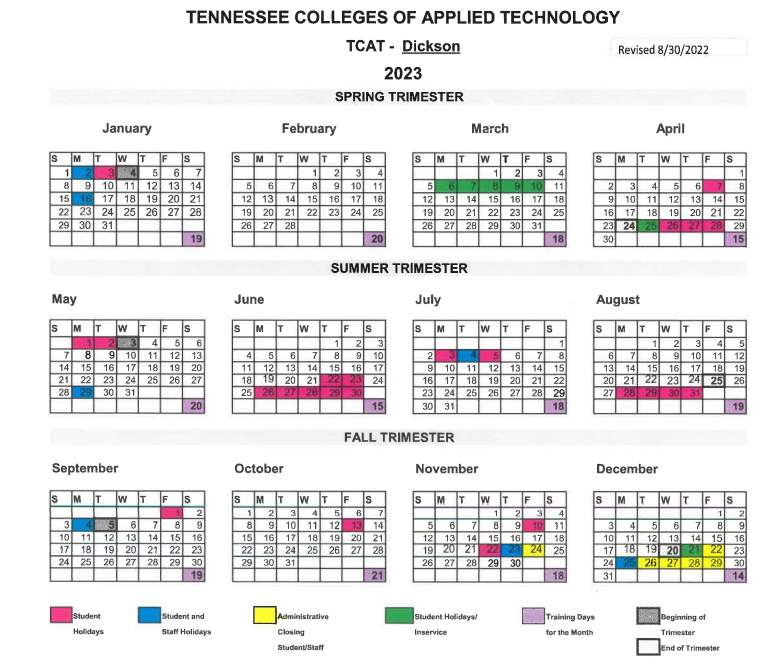 TENNESSEE COLLEGES OF APPLIED TECHNOLOGY
TCAT - Dickson
Revised 8/30/2022
2023
SPRING TRIMESTER
January
S M T W T F S
1 2 3 4 5 6 7
8 9 10 11 12 13 14
15 16 17 18 19 20 21
22 23 24 25 26 27 28
29 30 31
19
February
S M T W T F S
1 2 3 4
5 6 7 8 9 10 11
12 13 14 15 16 17 18
19 20 21 22 23 24 25
26 27 28
20
March
S M T W T F S
1 2 3 4
5 6 7 8 9 10 11
12 13 14 15 16 17 18
19 20 21 22 23 24 25
26 27 28 29 30 31
18
April
S M T W T F S
1
2 3 4 5 6 7 8
9 10 11 12 13 14 15
16 17 18 19 20 21 22
23 24 25 26 27 28 29
30 15
SUMMER TRIMESTER
May
S M T W T F S
1 2 3 4 5 6
7 8 9 10 11 12 13
14 15 16 17 18 19 20
21 22 23 24 25 26 27
28 29 30 31
20
June
S M T W T F S
1 2 3
4 5 6 7 8 9 10
11 12 13 14 15 16 17
18 19 20 21 22 23 24
25 26 27 28 29 30
15
July
S M T W T F S
1
2 3 4 5 6 7 8
9 10 11 12 13 14 15
16 17 18 19 20 21 22
23 24 25 26 27 28 29
30 31 18
August
S M T W T F S
1 2 3 4 5
6 7 8 9 10 11 12
13 14 15 16 17 18 19
20 21 22 23 24 25 26
27 28 29 30 31
19
FALL TRIMESTER
September
S M T W T F S
1 2
3 4 5 6 7 8 9
10 11 12 13 14 15 16
17 18 19 20 21 22 23
24 25 26 27 28 29 30
19
October
S M T W T F S
1 2 3 4 5 6 7
8 9 10 11 12 13 14
15 16 17 18 19 20 21
22 23 24 25 26 27 28
29 30 31
21
November
S M T W T F S
1 2 3 4
5 6 7 8 9 10 11
12 13 14 15 16 17 18
19 20 21 22 23 24 25
26 27 28 29 30
18
December
S M T W T F S
1 2
3 4 5 6 7 8 9
10 11 12 13 14 15 16
17 18 19 20 21 22 23
24 25 26 27 28 29 30
31 14
Student
Holidays
Student and
Staff Holidays
Administrative
Closing
Student/Staff
Student Holidays/
Inservice
Training Days
for the Month
Beginning of
Trimester
End of Trimester